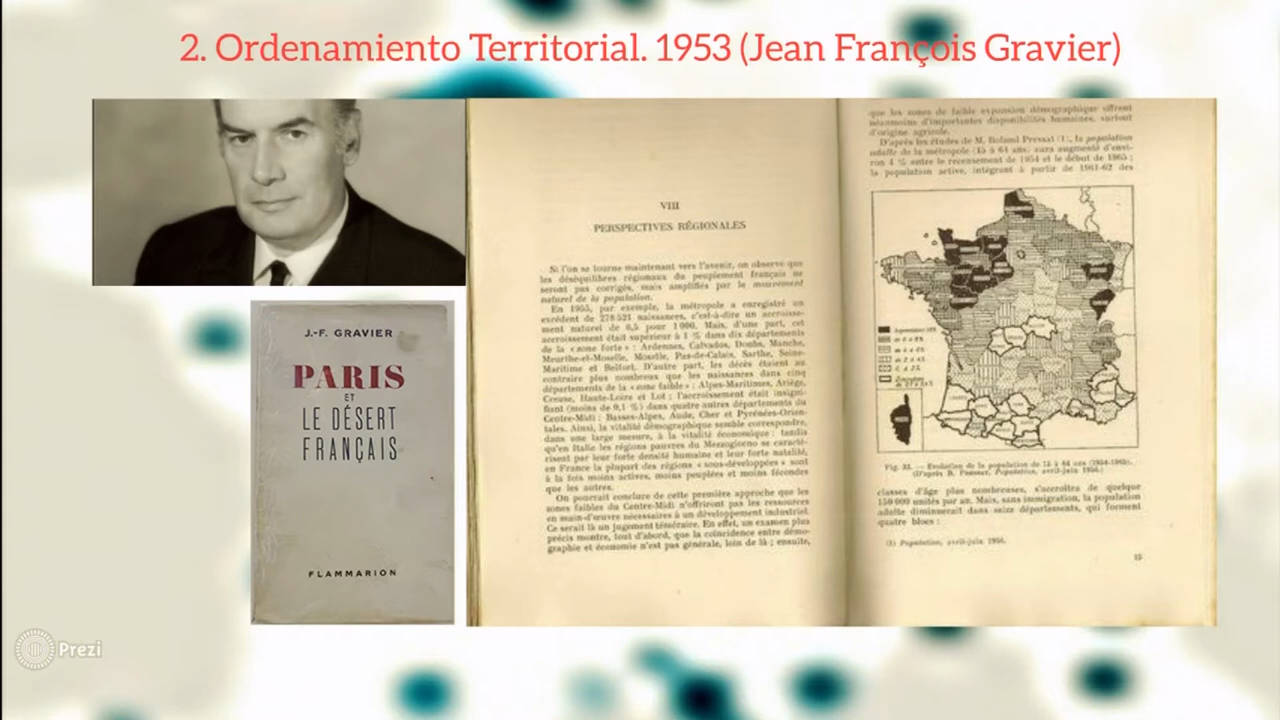 2. Ordenamiento Territorial. 1953 (Jean François Gravier)
J.-F. GRAVIER
PARIS
ET
LE DÉSERT
FRANÇAIS
FLAMMARION
VIII
PERSPECTIVES RÉGIONALES
Si l'on se tourne maintenant vers l'avenir, on observe que
les déséquilibres régionaux du peuplement français ne
seront pas corrigés, mais amplifiés par le mouvement
naturel de la population.
En 1955, par exemple, la métropole a enregistré un
excédent de 278 521 naissances, c'est-à-dire un accroisse-
ment naturel de 6,5 pour 1 000. Mais, d'une part, cet
accroissement était supérieur à 1 % dans dix départements
de la « zone forte » : Ardennes, Calvados, Doubs, Manche,
Meurthe-et-Moselle, Moselle, Pas-de-Calais, Sarthe, Seine-
Maritime et Belfort. D'autre part, les décès étaient au
contraire plus nombreux que les naissances dans cinq
départements de la « zone faible » : Alpes-Maritimes, Ariège,
Creuse, Haute-Loire et Lot ; l'accroissement était insigni-
fiant (moins de 0,1 %) dans quatre autres départements du
Centre-Midi : Basses-Alpes, Aude, Cher et Pyrénées-Orien-
tales. Ainsi, la vitalité démographique semble correspondre,
dans une large mesure, à la vitalité économique : tandis
qu'en Italie les régions pauvres du Mezzogiorno se caracté-
risent par leur forte densité humaine et leur forte natalité,
en France la plupart des régions « sous-développées » sont
à la fois moins actives, moins peuplées et moins fécondes
que les autres.
On pourrait conclure de cette première approche que les
zones faibles du Centre-Midi n'offriront pas les ressources
en main-d'œuvre nécessaires à un développement industriel.
Ce serait là un jugement téméraire. En effet, un examen plus
précis montre, tout d'abord, que la coïncidence entre démo-
graphie et économie n'est pas générale, loin de là ; ensuite,
que les zones de faible expansion démographique offrent
néanmoins d'importantes disponibilités humaines, surtout
d'origine agricole.
D'après les études de M. Roland Pressat (1), la population
adulte de la métropole (15 à 64 ans) aura augmenté d'envi-
ron 4 % entre le recensement de 1954 et le début de 1965 ;
la population active, intégrant à partir de 1961-62 des
Fig. 33. — Evolution de la population de 15 à 64 ans (1954-1965).
(D'après R. Pressat, Population, avril-juin 1956.)
classes d'âge plus nombreuses, s'accroîtra de quelque
150 000 unités par an. Mais, sans immigration, la population
adulte diminuerait dans seize départements, qui forment
quatre blocs :
(1) Population, avril-juin 1956.
Prezi